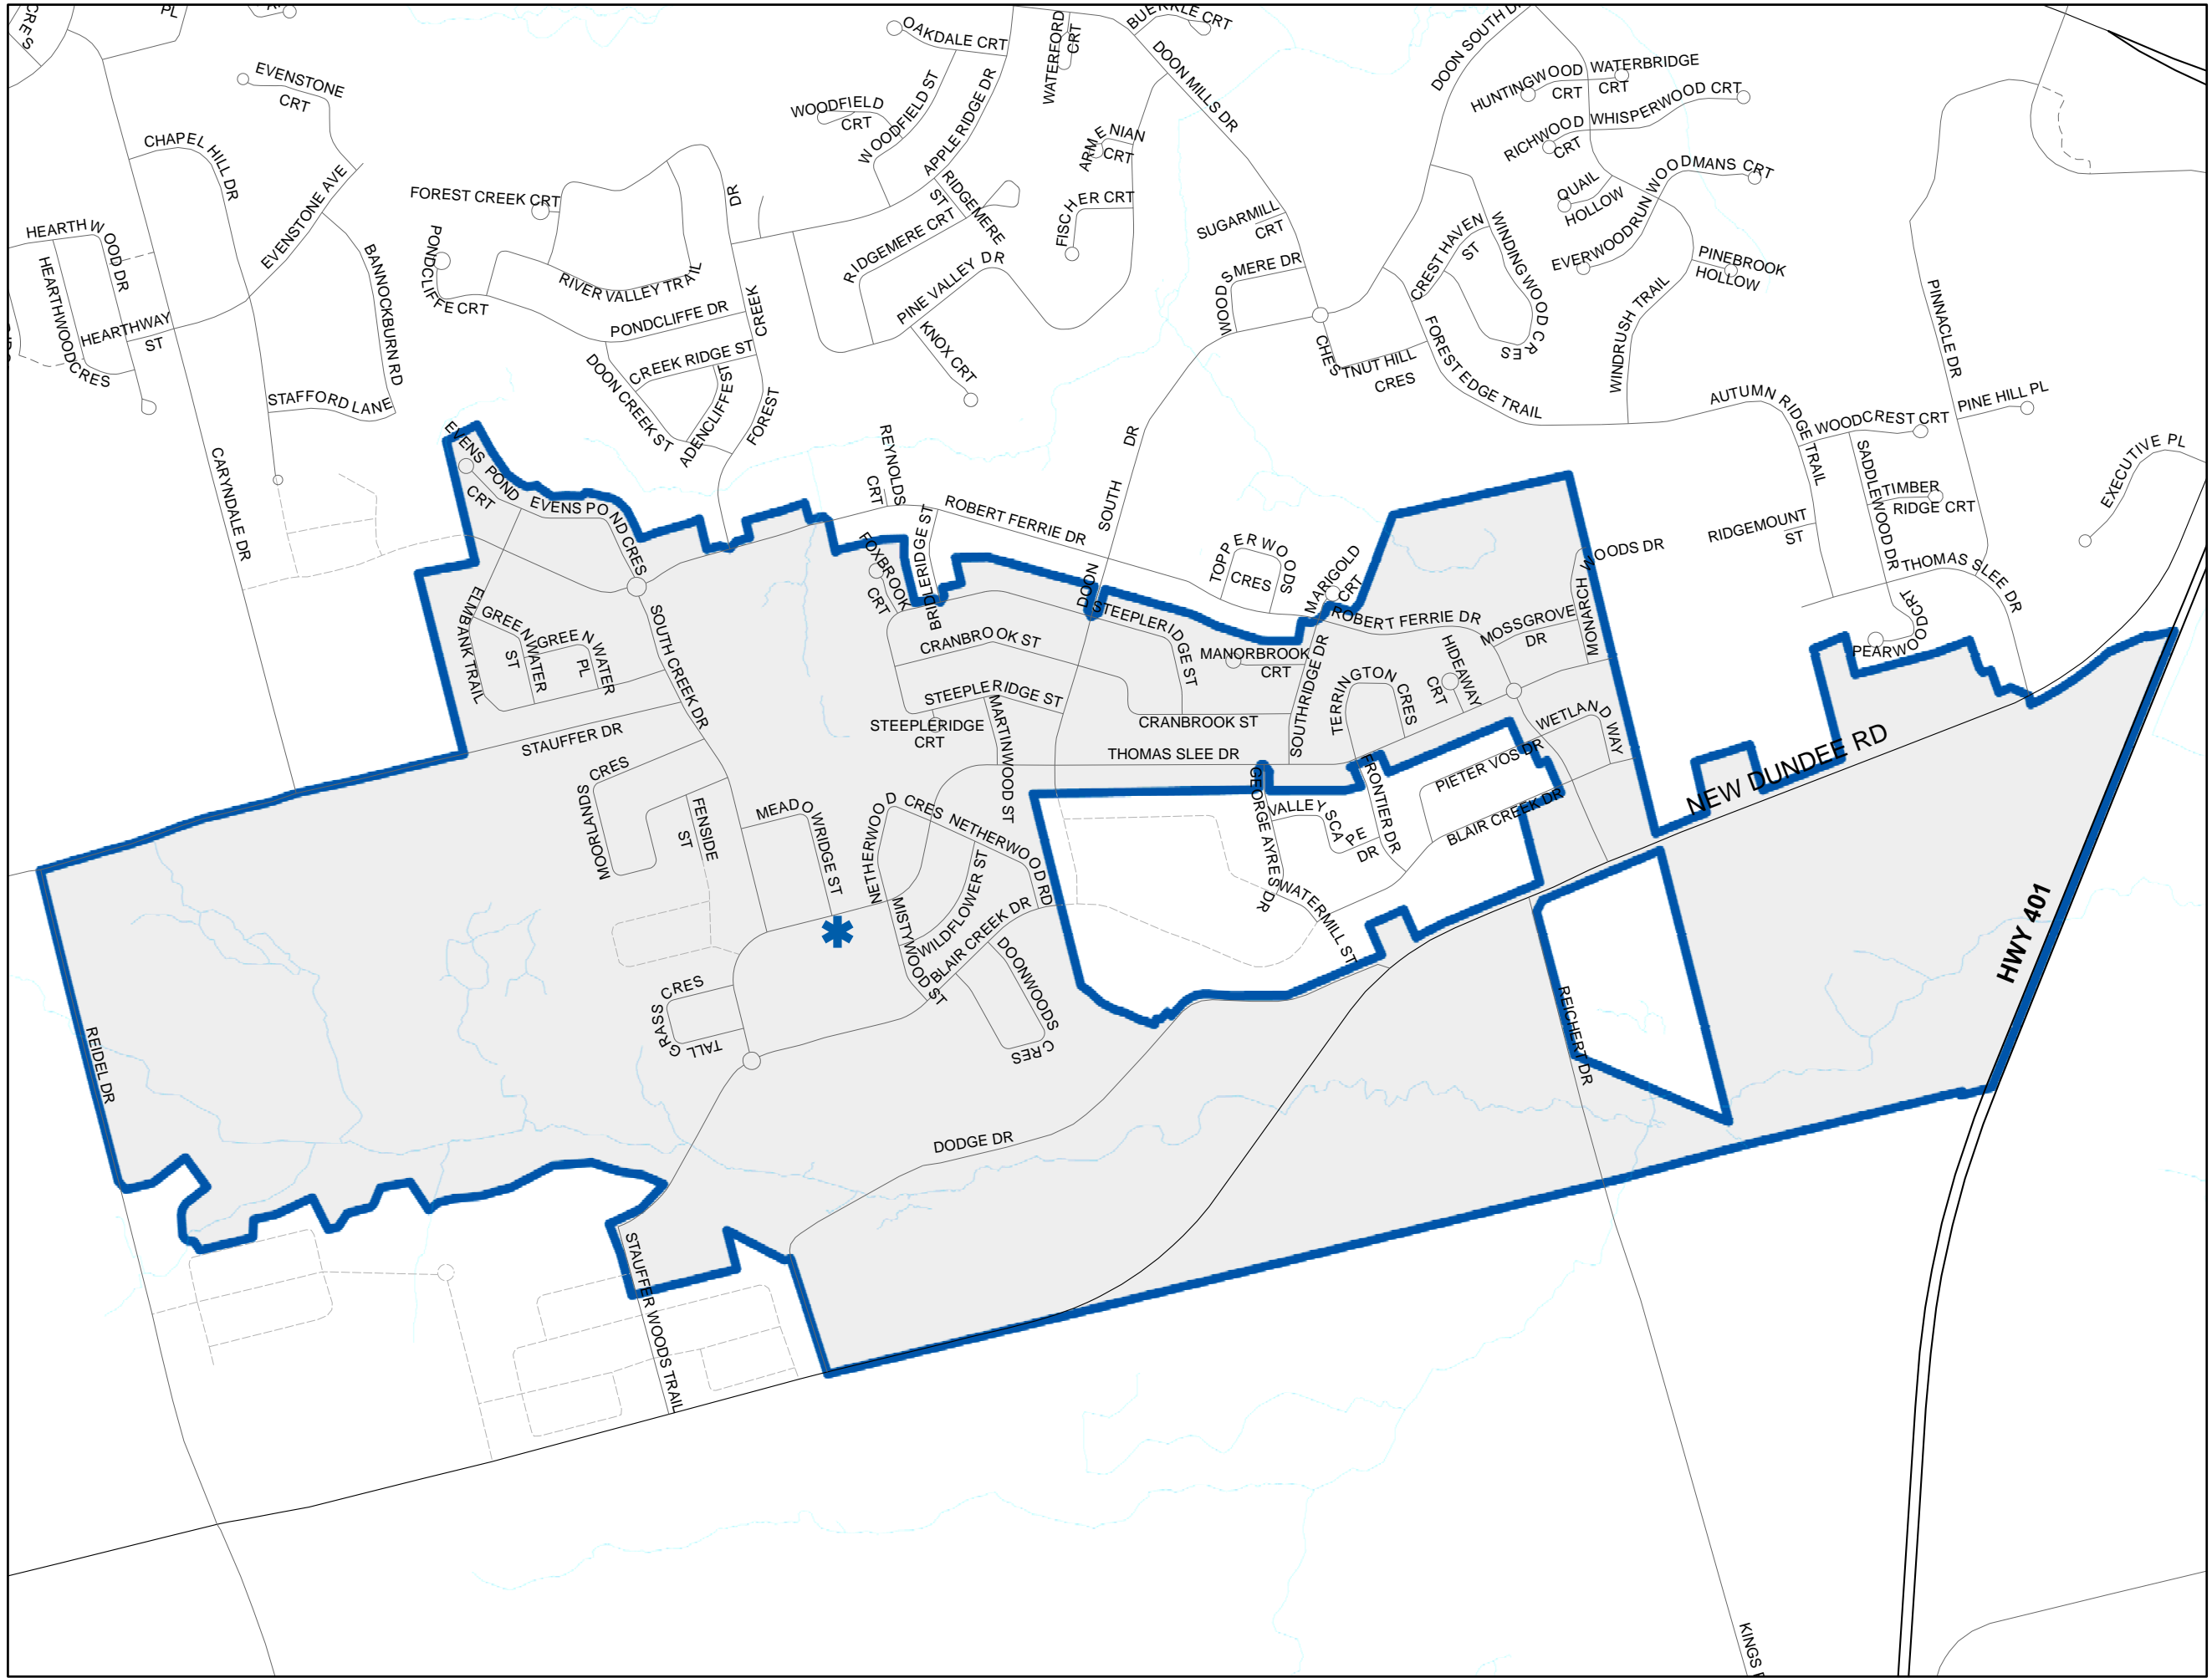 CRES
PL
OAKDALE CRT
WATERFORD
CRT
BUERKLE CRT
DOON MILLS DR
DOON SOUTH DR
EVENSTONE
CRT
WOODFIELD
CRT
WOODFIELD ST
APPLE RIDGE DR
HUNTINGWOOD
CRT
WATERBRIDGE
CRT
RICHWOOD
CRT
WHISPERWOOD CRT
CHAPEL HILL DR
EVENSTONE AVE
ARMENIAN
CRT
FISCHER CRT
RIDGEMERE
ST
RIDGEMERE CRT
FOREST CREEK CRT
QUAIL
HOLLOW
WOODMANS CRT
EVERWOODRUN
SUGARMILL
CRT
CREST HAVEN
ST
WINDINGWOOD CRES
PINEBROOK
HOLLOW
HEARTHWOOD DR
HEARTHWOOD CRES
HEARTHWAY
ST
BANNOCKBURN RD
STAFFORD LANE
PONDCLIFFE CRT
RIVER VALLEY TRAIL
PONDCLIFFE DR
CREEK RIDGE ST
DOON CREEK ST
ADENCLIFFE ST
FOREST
CREEK
DR
PINE VALLEY DR
KNOX CRT
WOODSMERE DR
CHESTNUT HILL
CRES
FOREST EDGE TRAIL
WINDRUSH TRAIL
PINNACLE DR
AUTUMN RIDGE TRAIL
WOODCREST CRT
PINE HILL PL
SADDLEWOOD DR
TIMBER
RIDGE CRT
RIDGEMOUNT
ST
EXECUTIVE PL
THOMAS SLEE DR
PEARWOOD CRT
CARYNDALE DR
EVENS POND
CRT
EVENS POND CRES
REYNOLDS
CRT
ROBERT FERRIE DR
DOON
SOUTH
DR
FOXBROOK
CRT
BRIDLERIDGE ST
TOPPERWOODS
CRES
MARIGOLD
CRT
ROBERT FERRIE DR
MONARCH
WOODS DR
MOSSGROVE
DR
ELMBANK TRAIL
GREENWATER
ST
GREENWATER
PL
SOUTH CREEK DR
STAUFFER DR
CRANBROOK ST
STEEPLERIDGE ST
STEEPLERIDGE ST
STEEPLERIDGE
CRT
MARTINWOOD ST
CRANBROOK ST
MANORBROOK
CRT
SOUTHRIDGE DR
TERRINGTON
CRES
HIDEAWAY
CRT
WETLAND WAY
THOMAS SLEE DR
PIETER VOS DR
BLAIR CREEK DR
FRONTIER DR
GEORGE AYRES DR
VALLEYSCAPE
DR
WATERMILL ST
NEW DUNDEE RD
HWY 401
MOORLANDS
CRES
FENSIDE
ST
MEADOWRIDGE ST
NETHERWOOD CRES
NETHERWOOD RD
MISTYWOOD ST
WILDFLOWER ST
BLAIR CREEK DR
DOONWOODS
CRES
TALL
GRASS
CRES
REIDEL DR
REICHERT DR
DODGE DR
STAUFFER WOODS TRAIL